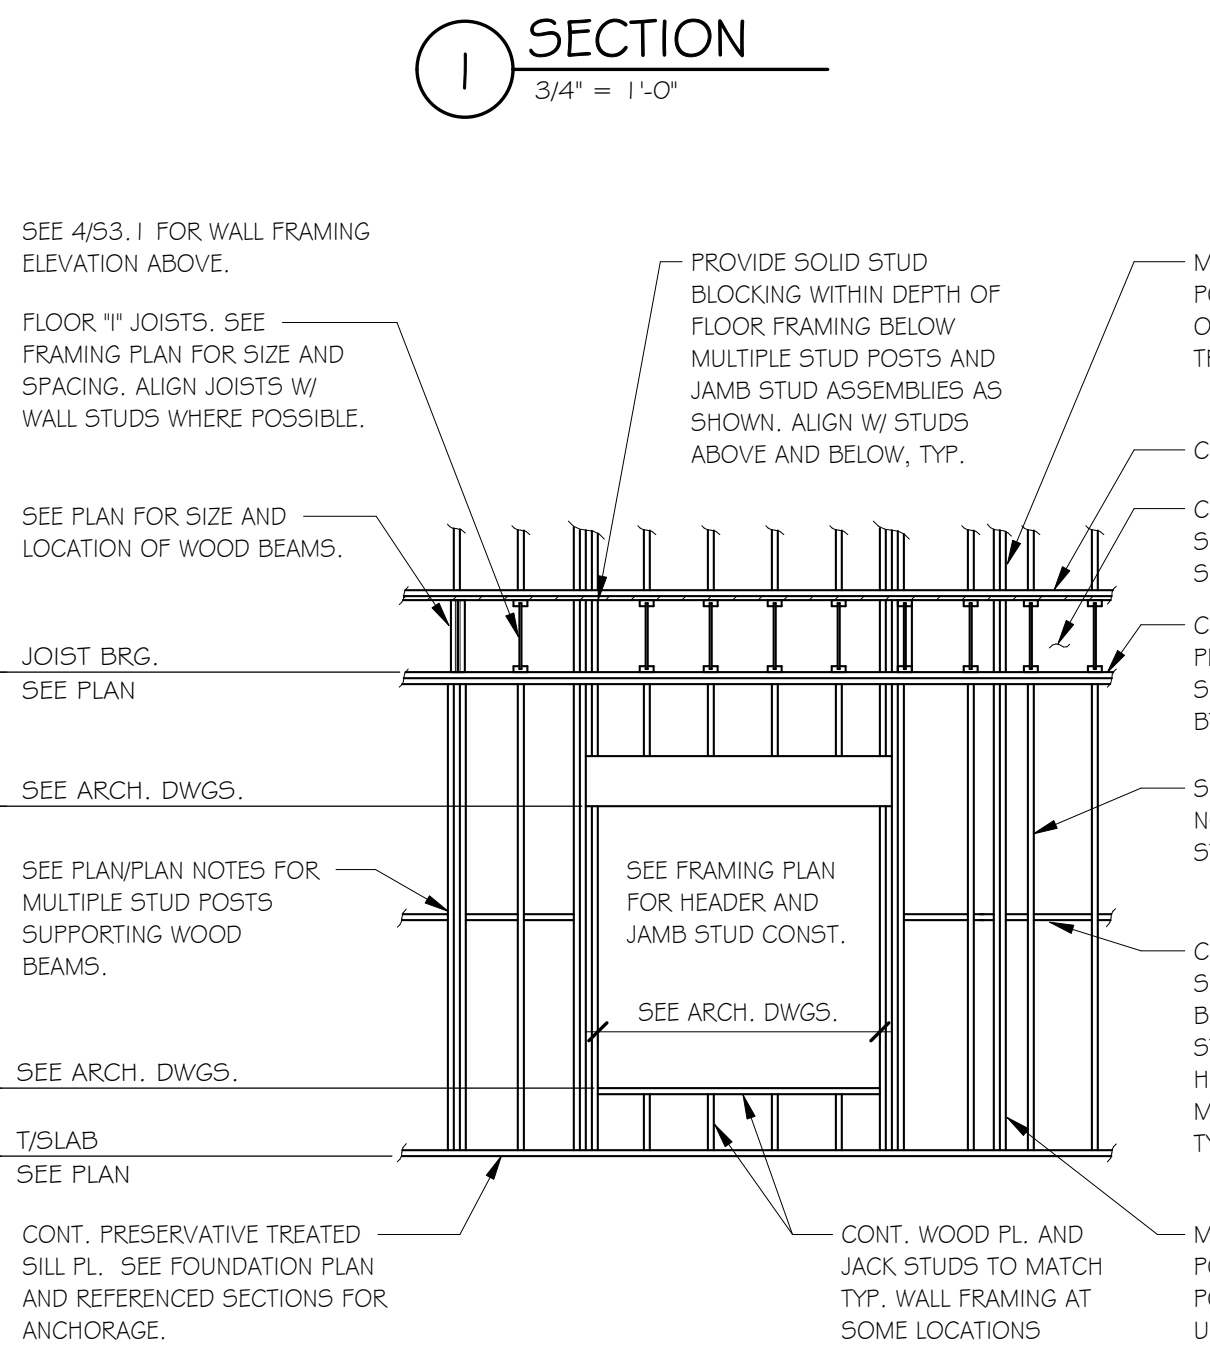 1
SECTION
3/4" = 1'-0"
SEE 4/S3.1 FOR WALL FRAMING
ELEVATION ABOVE.
FLOOR "I" JOISTS. SEE
FRAMING PLAN FOR SIZE AND
SPACING. ALIGN JOISTS W/
WALL STUDS WHERE POSSIBLE.
SEE PLAN FOR SIZE AND
LOCATION OF WOOD BEAMS.
JOIST BRG.
SEE PLAN
SEE ARCH. DWGS.
SEE PLAN/PLAN NOTES FOR
MULTIPLE STUD POSTS
SUPPORTING WOOD
BEAMS.
SEE ARCH. DWGS.
T/SLAB
SEE PLAN
CONT. PRESERVATIVE TREATED
SILL PL. SEE FOUNDATION PLAN
AND REFERENCED SECTIONS FOR
ANCHORAGE.
PROVIDE SOLID STUD
BLOCKING WITHIN DEPTH OF
FLOOR FRAMING BELOW
MULTIPLE STUD POSTS AND
JAMB STUD ASSEMBLIES AS
SHOWN. ALIGN W/ STUDS
ABOVE AND BELOW, TYP.
SEE FRAMING PLAN
FOR HEADER AND
JAMB STUD CONST.
SEE ARCH. DWGS.
CONT. WOOD PL. AND
JACK STUDS TO MATCH
TYP. WALL FRAMING AT
SOME LOCATIONS